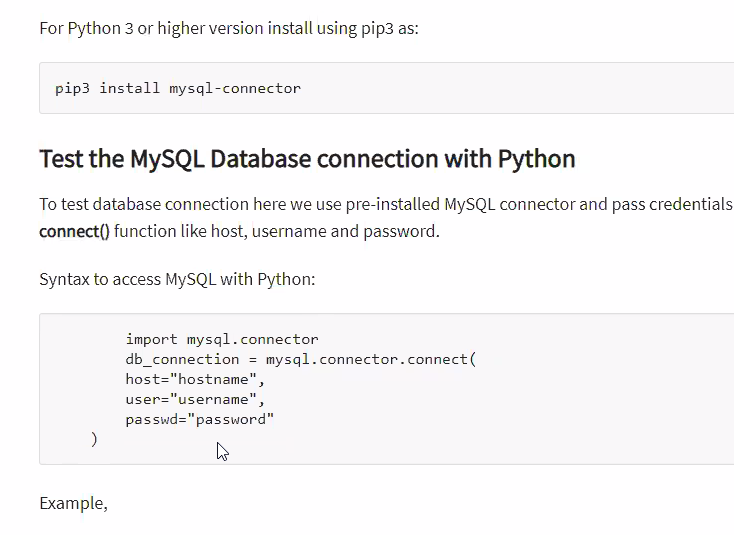 For Python 3 or higher version install using pip3 as:
pip3 install mysql-connector
Test the MySQL Database connection with Python
To test database connection here we use pre-installed MySQL connector and pass credentials
connect() function like host, username and password.
Syntax to access MySQL with Python:
import mysql.connector
db_connection = mysql.connector.connect(
host="hostname",
user="username",
passwd="password"
)
Example,